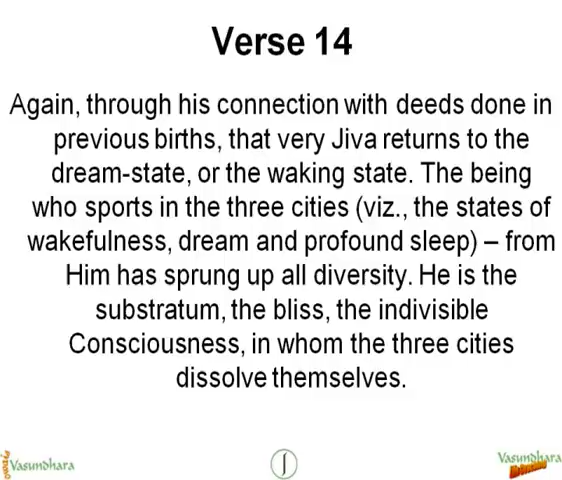 Verse 14
Again, through his connection with deeds done in
previous births, that very Jiva returns to the
dream-state, or the waking state. The being
who sports in the three cities (viz., the states of
wakefulness, dream and profound sleep) – from
Him has sprung up all diversity. He is the
substratum, the bliss, the indivisible
Consciousness, in whom the three cities
dissolve themselves.
Vasundhara
Vasundhara